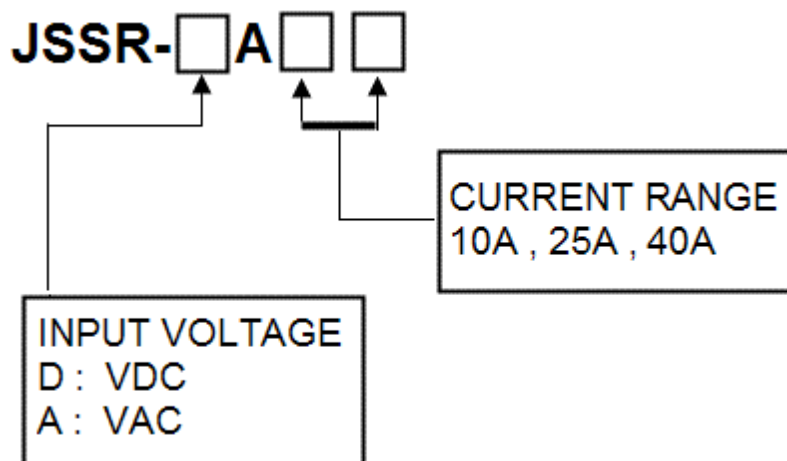 JSSR-□A□ □
CURRENT RANGE
10A , 25A , 40A
INPUT VOLTAGE
D : VDC
A : VAC